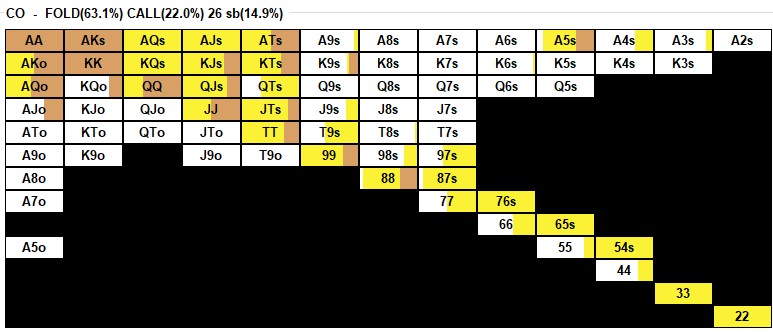 CO - FOLD(63.1%) CALL(22.0%) 26 sb(14.9%)
AA AKs AQs AJs ATs A9s A8s A7s A6s A5s A4s A3s A2s
AKo KK KQs KJs KTs K9s K8s K7s K6s K5s K4s K3s
AQo KQo QQ QJs QTs Q9s Q8s Q7s Q6s Q5s
AJo KJo QJo JJ JTs J9s J8s J7s
ATo KTo QTo JTo TT T9s T8s T7s
A9o K9o J9o T9o 99 98s 97s
A8o 88 87s
A7o 77 76s
66 65s
A5o 55 54s
44
33
22